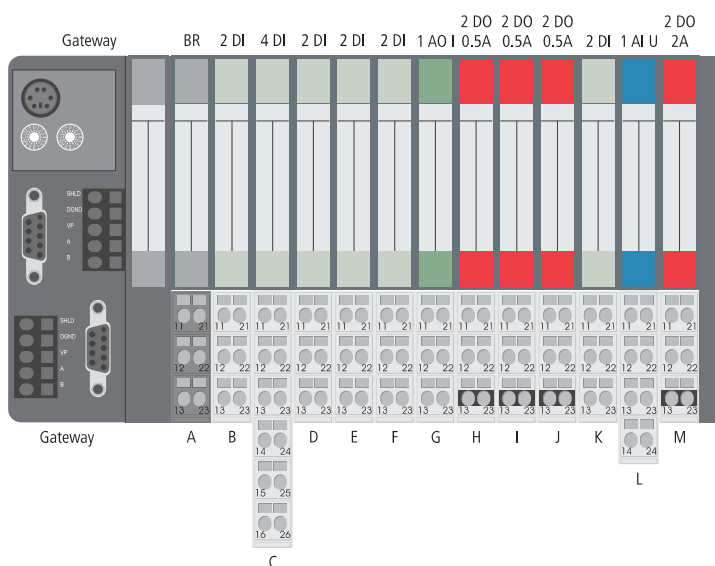 2 DO 2 DO 2 DO 2 DO
Gateway BR 2 DI 4 DI 2 DI 2 DI 2 DI 1 AO I 0.5A 0.5A 0.5A 2 DI 1 AI U 2A
SHLD
DGND
VP
A
B
SHLD
DGND
VP
A
B
11 21 11 21 11 21 11 21 11 21 11 21 11 21 11 21 11 21 11 21 11 21 11 21 11 21
12 22 12 22 12 22 12 22 12 22 12 22 12 22 12 22 12 22 12 22 12 22 12 22 12 22
13 23 13 23 13 23 13 23 13 23 13 23 13 23 13 23 13 23 13 23 13 23 13 23 13 23
Gateway A B D E F G H I J K M
14 24 14 24
L
15 25
16 26
C